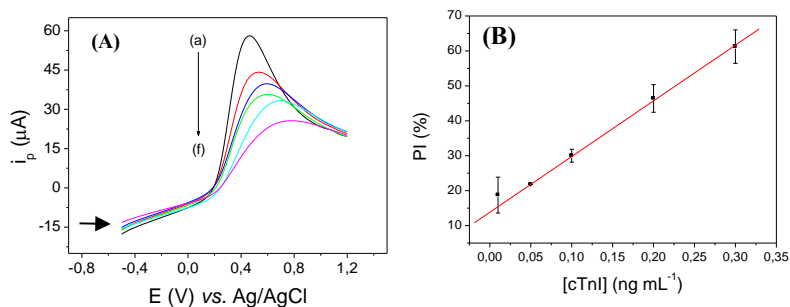 (A)
(a)
(f)
60
45
30
15
0
-15
-0,8 -0,4 0,0 0,4 0,8 1,2
i_p (μA)
E (V) vs. Ag/AgCl
(B)
70
60
50
40
30
20
10
0,00 0,05 0,10 0,15 0,20 0,25 0,30 0,35
PI (%)
[cTnI] (ng mL⁻¹)